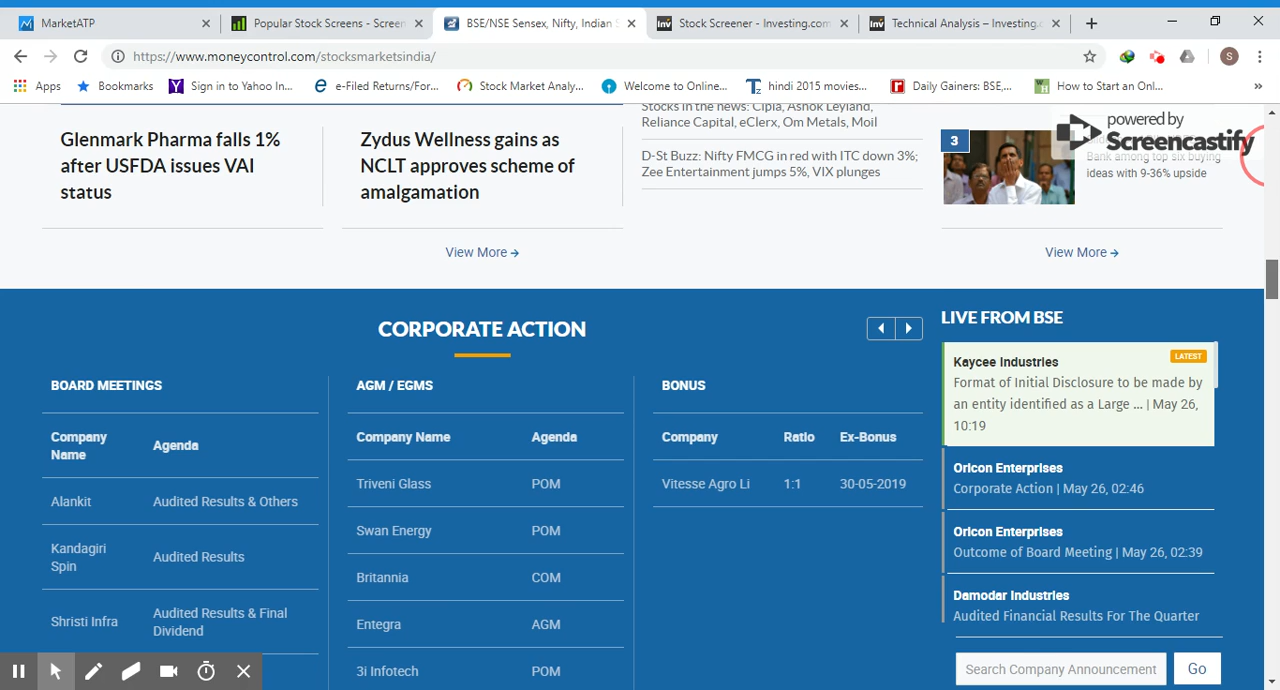 MarketATP
Popular Stock Screens - Screen
BSE/NSE Sensex, Nifty, Indian S
Stock Screener - Investing.com
Technical Analysis – Investing.c
https://www.moneycontrol.com/stocksmarketsindia/
S
Apps
Bookmarks
Sign in to Yahoo In...
e-Filed Returns/For...
Stock Market Analy...
Welcome to Online...
hindi 2015 movies...
Daily Gainers: BSE,...
How to Start an Onl...
»
Glenmark Pharma falls 1%
after USFDA issues VAI
status
Zydus Wellness gains as
NCLT approves scheme of
amalgamation
View More
Stocks in the news: Cipla, Ashok Leyland,
Reliance Capital, eClerx, Om Metals, Moil
D-St Buzz: Nifty FMCG in red with ITC down 3%;
Zee Entertainment jumps 5%, VIX plunges
3
powered by
Screencastify
Bank among top six buying
ideas with 9-36% upside
View More
CORPORATE ACTION
BOARD MEETINGS
Company
Name
Agenda
Alankit
Audited Results & Others
Kandagiri
Spin
Audited Results
Shristi Infra
Audited Results & Final
Dividend
AGM / EGMS
Company Name
Agenda
Triveni Glass
POM
Swan Energy
POM
Britannia
COM
Entegra
AGM
3i Infotech
POM
BONUS
Company
Ratio
Ex-Bonus
Vitesse Agro Li
1:1
30-05-2019
LIVE FROM BSE
Kaycee Industries
LATEST
Format of Initial Disclosure to be made by
an entity identified as a Large ... | May 26,
10:19
Oricon Enterprises
Corporate Action | May 26, 02:46
Oricon Enterprises
Outcome of Board Meeting | May 26, 02:39
Damodar Industries
Audited Financial Results For The Quarter
Search Company Announcement
Go